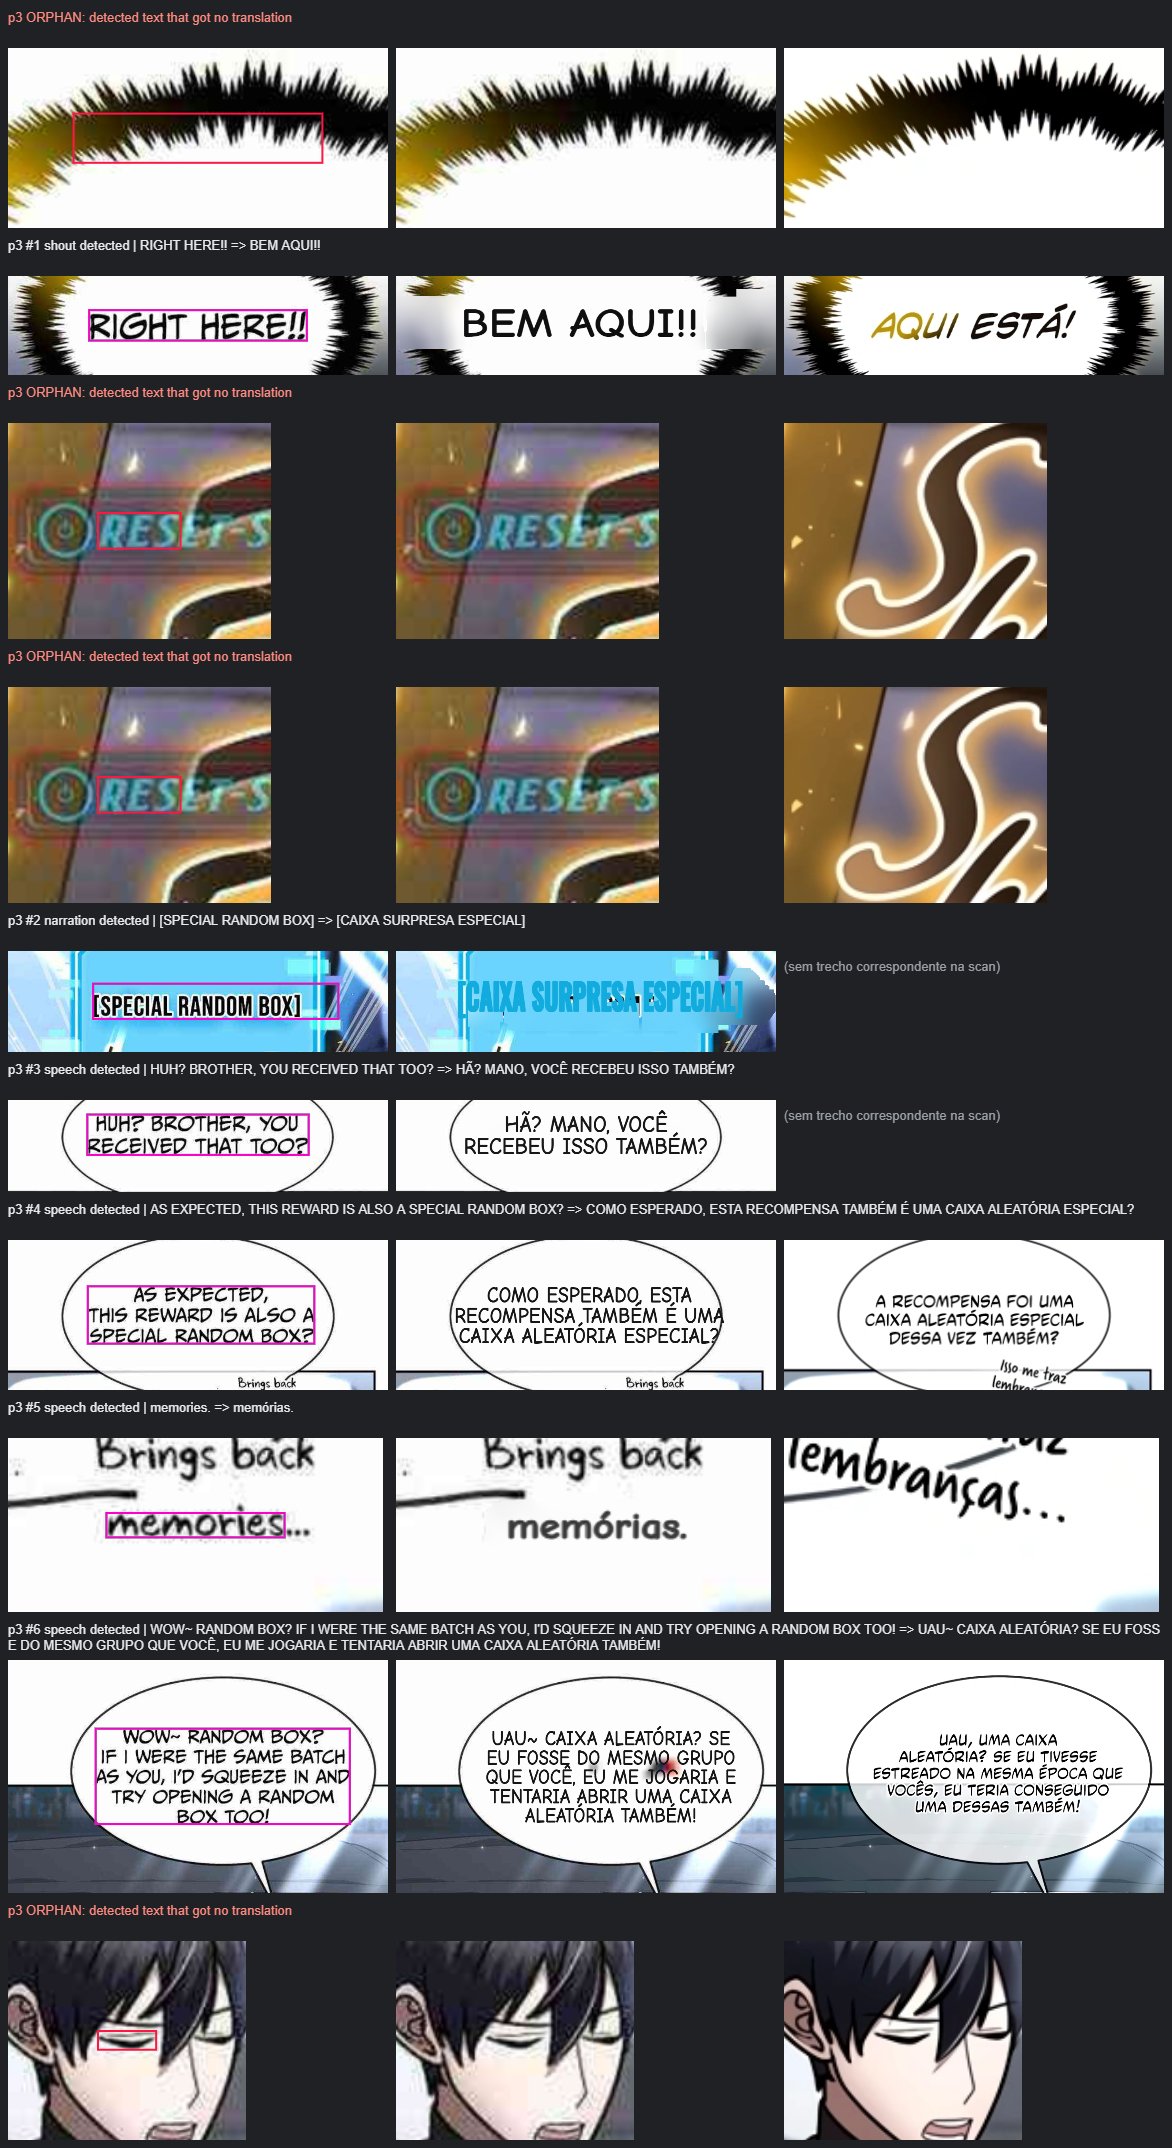 p3 ORPHAN: detected text that got no translation
p3 #1 shout detected | RIGHT HERE!! => BEM AQUI!!
RIGHT HERE!!
BEM AQUI!!
AQUI ESTÁ!
p3 ORPHAN: detected text that got no translation
RESET-S
RESET-S
p3 ORPHAN: detected text that got no translation
RESET-S
RESET-S
p3 #2 narration detected | [SPECIAL RANDOM BOX] => [CAIXA SURPRESA ESPECIAL]
[SPECIAL RANDOM BOX]
[CAIXA SURPRESA ESPECIAL]
(sem trecho correspondente na scan)
p3 #3 speech detected | HUH? BROTHER, YOU RECEIVED THAT TOO? => HÃ? MANO, VOCÊ RECEBEU ISSO TAMBÉM?
HUH? BROTHER, YOU
RECEIVED THAT TOO?
HÃ? MANO, VOCÊ
RECEBEU ISSO TAMBÉM?
(sem trecho correspondente na scan)
p3 #4 speech detected | AS EXPECTED, THIS REWARD IS ALSO A SPECIAL RANDOM BOX? => COMO ESPERADO, ESTA RECOMPENSA TAMBÉM É UMA CAIXA ALEATÓRIA ESPECIAL?
AS EXPECTED,
THIS REWARD IS ALSO A
SPECIAL RANDOM BOX?
Brings back
COMO ESPERADO, ESTA
RECOMPENSA TAMBÉM É UMA
CAIXA ALEATÓRIA ESPECIAL?
Brings back
A RECOMPENSA FOI UMA
CAIXA ALEATÓRIA ESPECIAL
DESSA VEZ TAMBÉM?
Isso me traz
p3 #5 speech detected | memories. => memórias.
Brings back
memories...
Brings back
memórias.
lembranças...
p3 #6 speech detected | WOW~ RANDOM BOX? IF I WERE THE SAME BATCH AS YOU, I'D SQUEEZE IN AND TRY OPENING A RANDOM BOX TOO! => UAU~ CAIXA ALEATÓRIA? SE EU FOSS
E DO MESMO GRUPO QUE VOCÊ, EU ME JOGARIA E TENTARIA ABRIR UMA CAIXA ALEATÓRIA TAMBÉM!
WOW~ RANDOM BOX?
IF I WERE THE SAME BATCH
AS YOU, I'D SQUEEZE IN AND
TRY OPENING A RANDOM
BOX TOO!
UAU~ CAIXA ALEATÓRIA? SE
EU FOSSE DO MESMO GRUPO
QUE VOCÊ, EU ME JOGARIA E
TENTARIA ABRIR UMA CAIXA
ALEATÓRIA TAMBÉM!
UAU, UMA CAIXA
ALEATÓRIA? SE EU TIVESSE
ESTREADO NA MESMA ÉPOCA QUE
VOCÊS, EU TERIA CONSEGUIDO
UMA DESSAS TAMBÉM!
p3 ORPHAN: detected text that got no translation